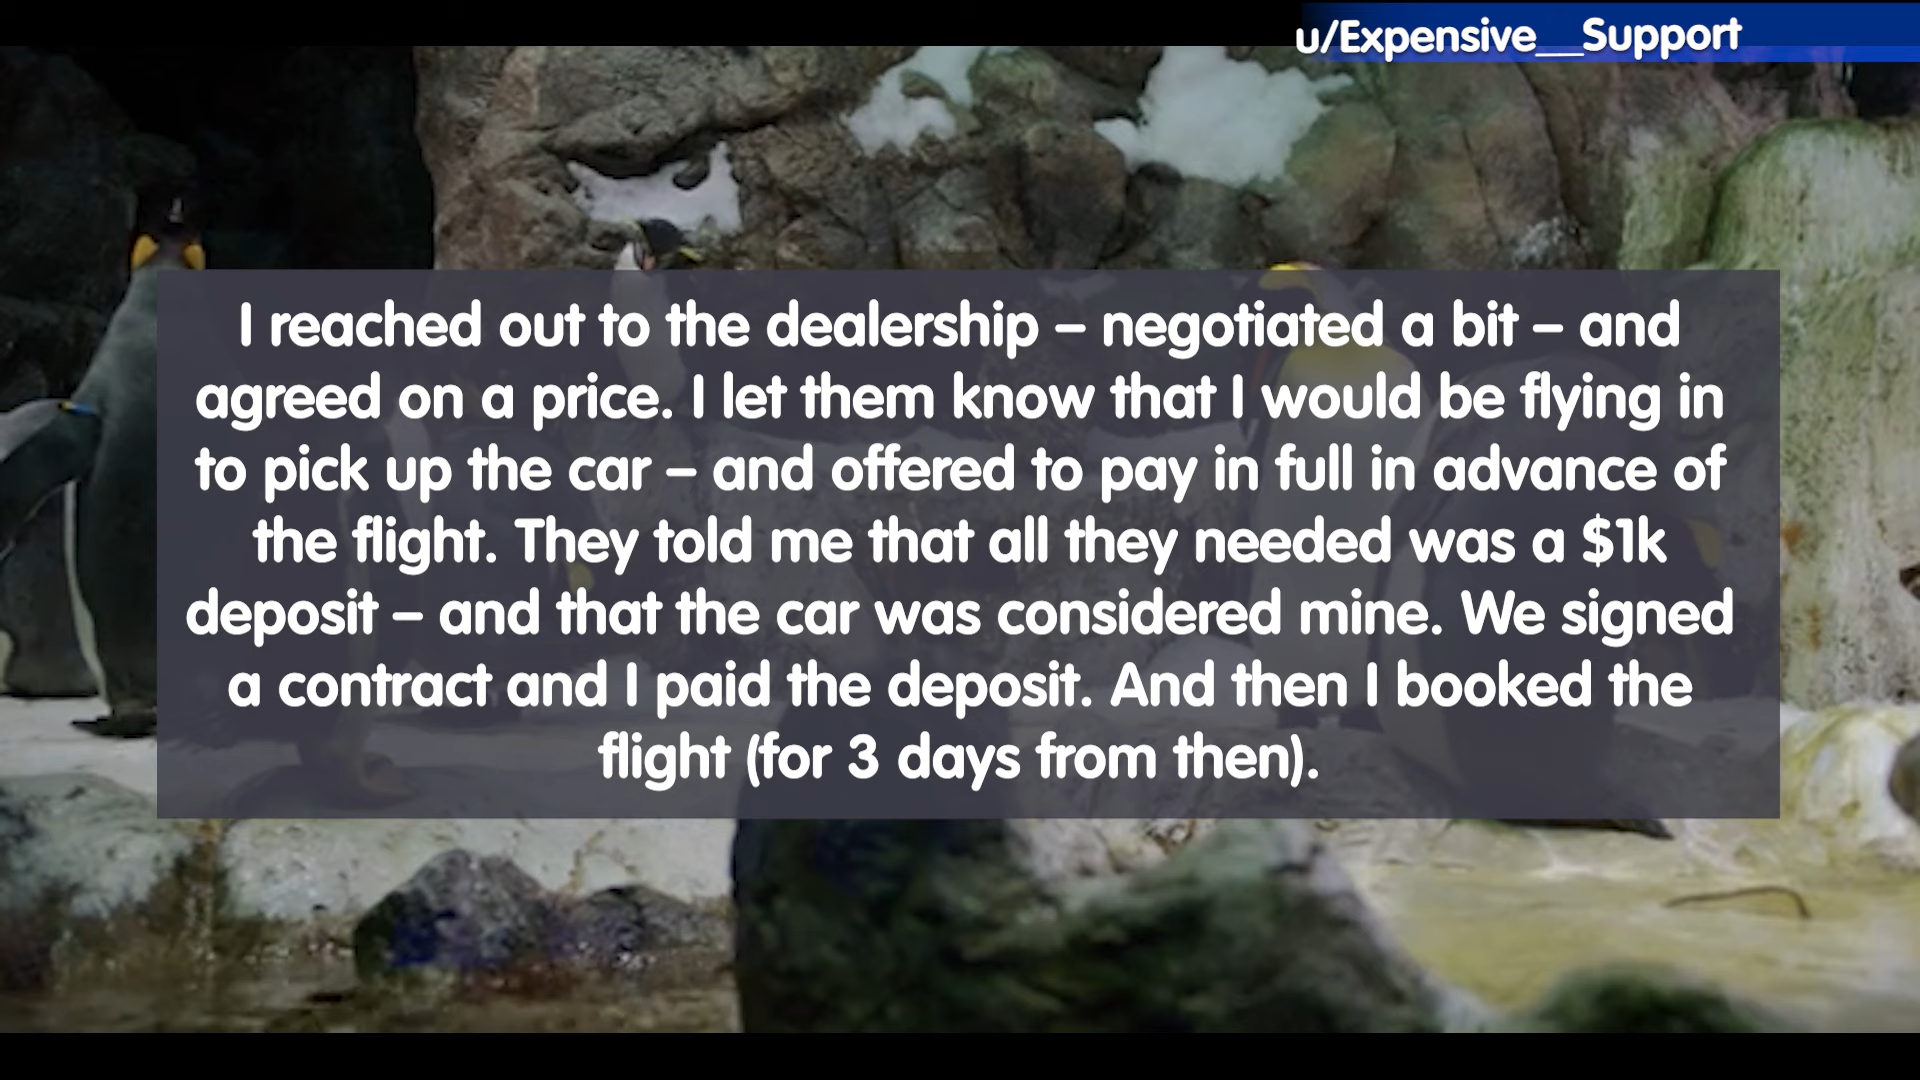 u/Expensive__Support
I reached out to the dealership – negotiated a bit – and
agreed on a price. I let them know that I would be flying in
to pick up the car – and offered to pay in full in advance of
the flight. They told me that all they needed was a $1k
deposit – and that the car was considered mine. We signed
a contract and I paid the deposit. And then I booked the
flight (for 3 days from then).